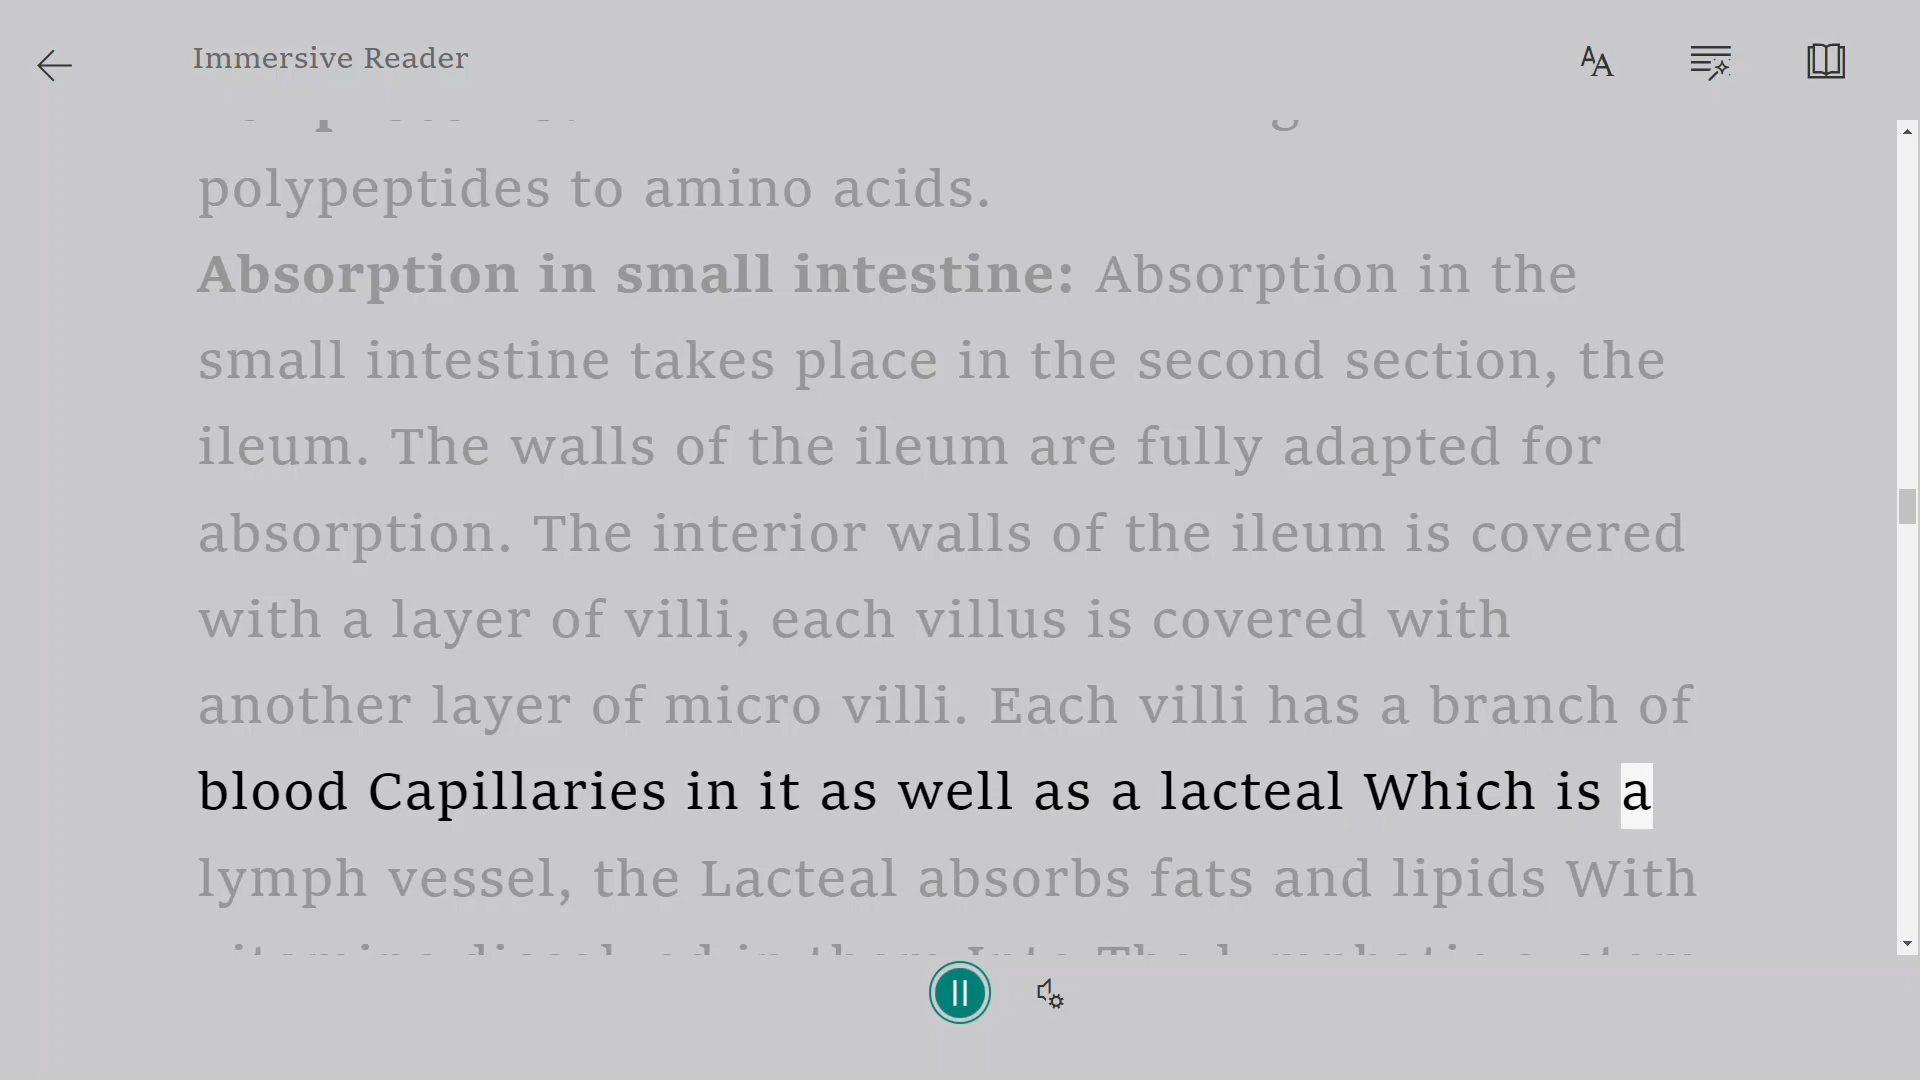 Immersive Reader
polypeptides to amino acids.
Absorption in small intestine: Absorption in the
small intestine takes place in the second section, the
ileum. The walls of the ileum are fully adapted for
absorption. The interior walls of the ileum is covered
with a layer of villi, each villus is covered with
another layer of micro villi. Each villi has a branch of
blood Capillaries in it as well as a lacteal Which is a
lymph vessel, the Lacteal absorbs fats and lipids With